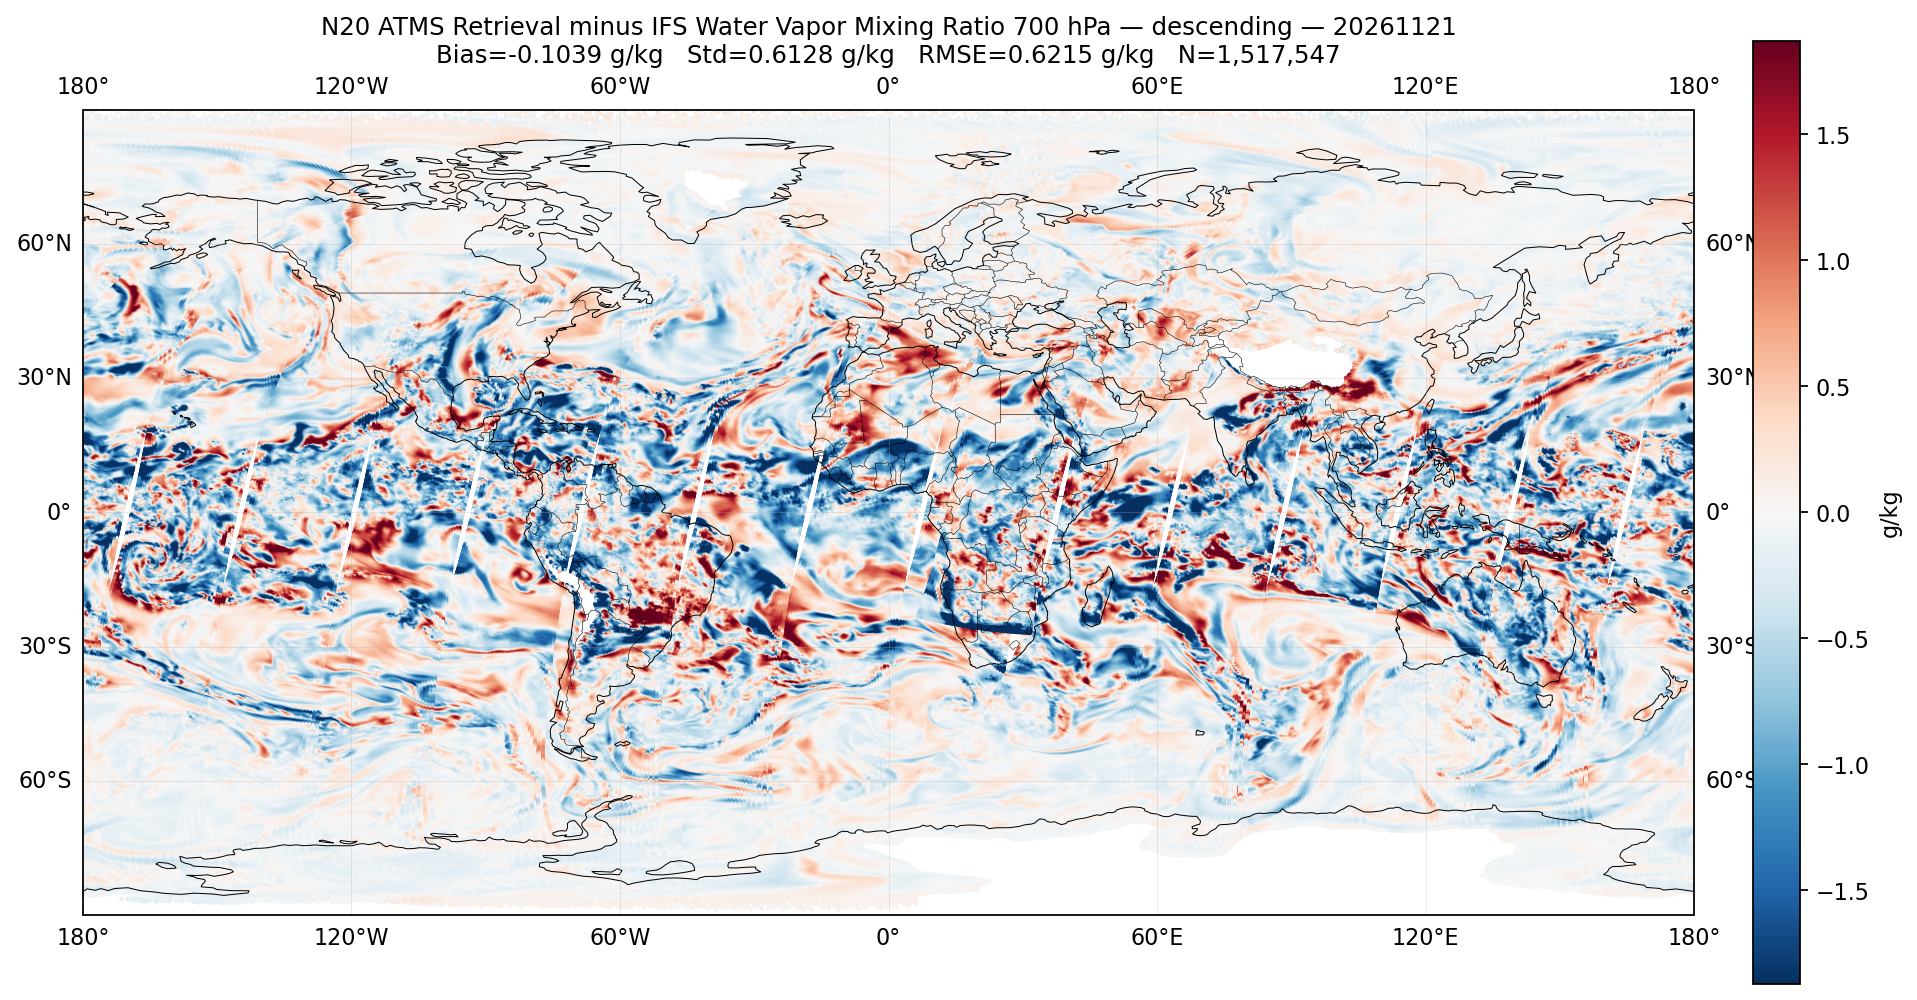 N20 ATMS Retrieval minus IFS Water Vapor Mixing Ratio 700 hPa — descending — 20261121
Bias=-0.1039 g/kg   Std=0.6128 g/kg   RMSE=0.6215 g/kg   N=1,517,547
180° 120°W 60°W 0° 60°E 120°E 180°
60°N 60°N
30°N 30°N
0° 0°
30°S 30°S
60°S 60°S
180° 120°W 60°W 0° 60°E 120°E 180°
1.5
1.0
0.5
0.0
−0.5
−1.0
−1.5
g/kg